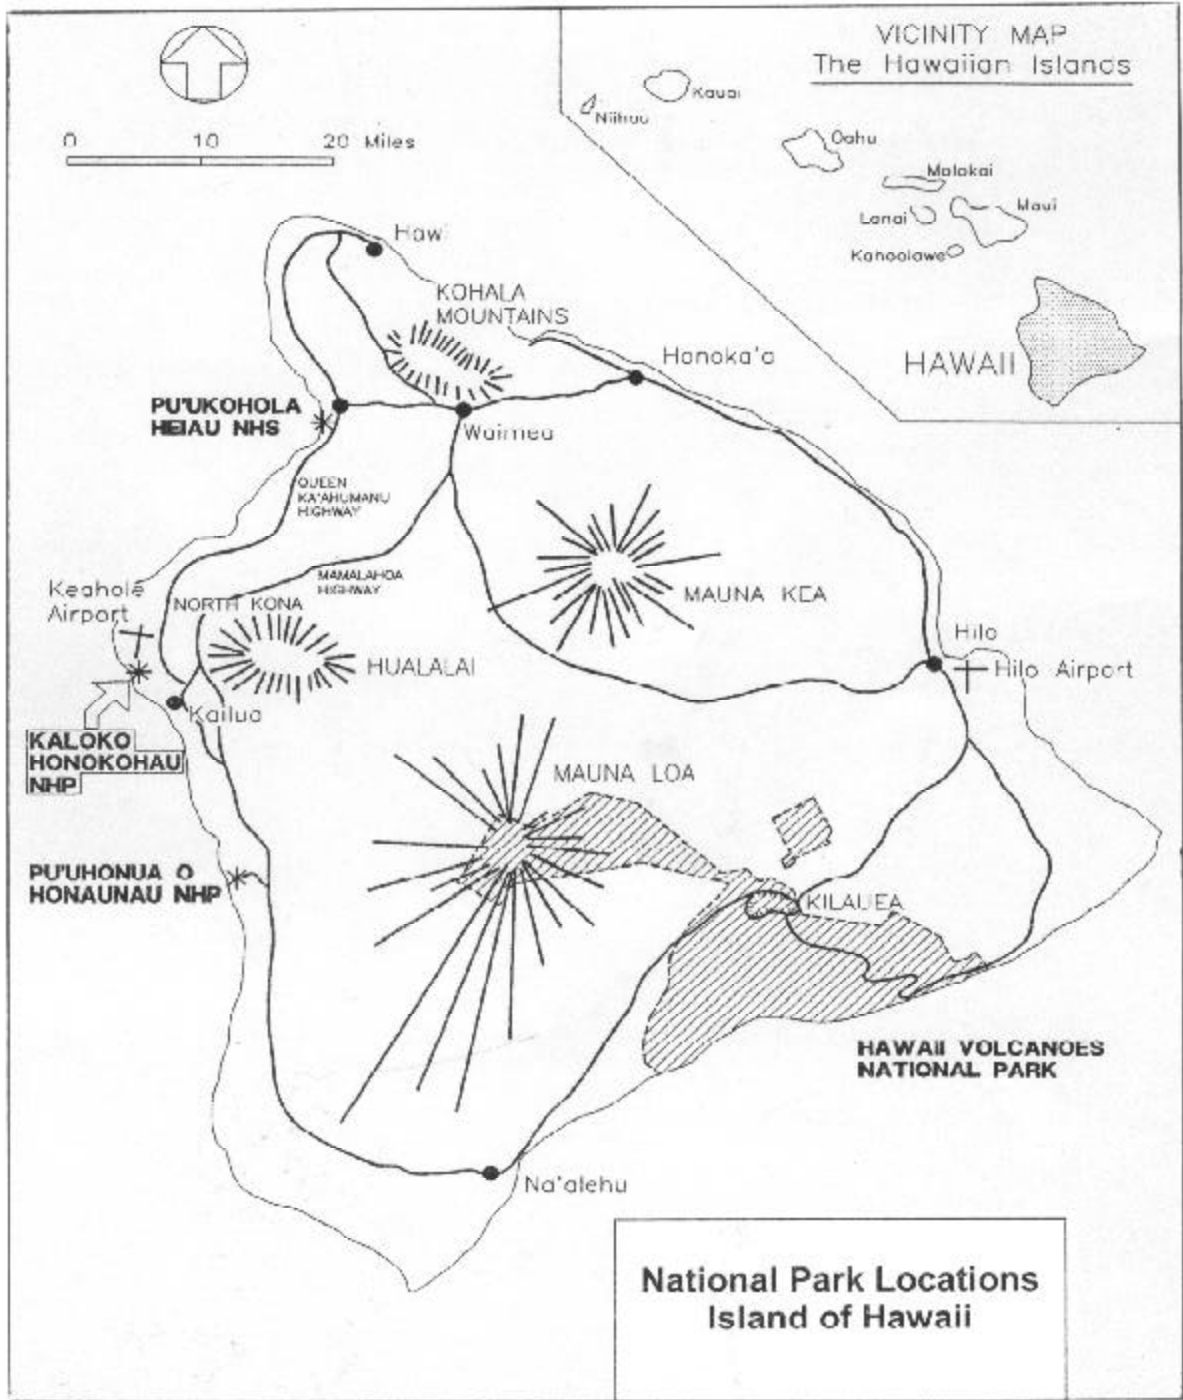 VICINITY MAP
The Hawaiian Islands
Kauai
Niihau
Oahu
Molokai
Lanai
Maui
Kahoolawe
HAWAII
0 10 20 Miles
Hawi
KOHALA
MOUNTAINS
Honoka'a
PU'UKOHOLA
HEIAU NHS
Waimea
QUEEN
KA'AHUMANU
HIGHWAY
MAMALAHOA
HIGHWAY
Keahole
Airport
NORTH KONA
MAUNA KEA
HUALALAI
Hilo
Hilo Airport
Kailua
KALOKO
HONOKOHAU
NHP
MAUNA LOA
PU'UHONUA O
HONAUNAU NHP
KILAUEA
HAWAII VOLCANOES
NATIONAL PARK
Na'alehu
National Park Locations
Island of Hawaii